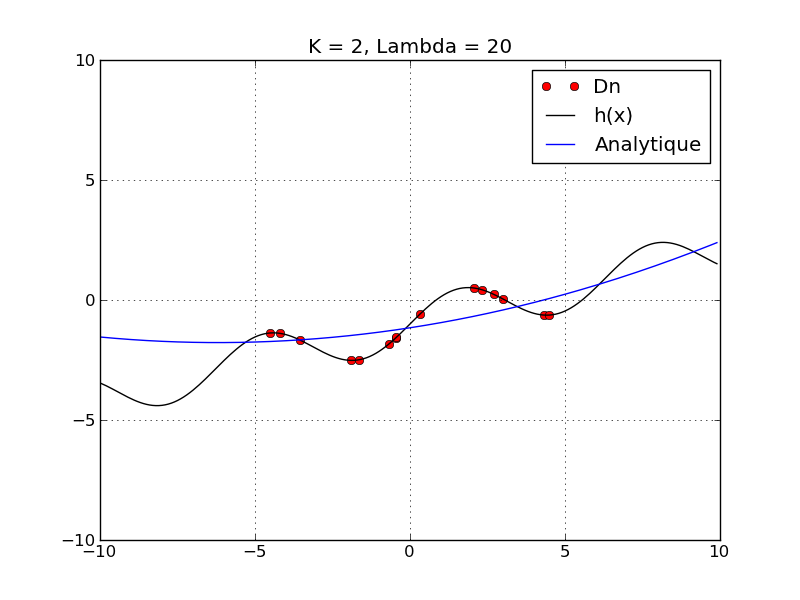 K = 2, Lambda = 20
Dn
h(x)
Analytique
10
5
0
−5
−10
−10 −5 0 5 10